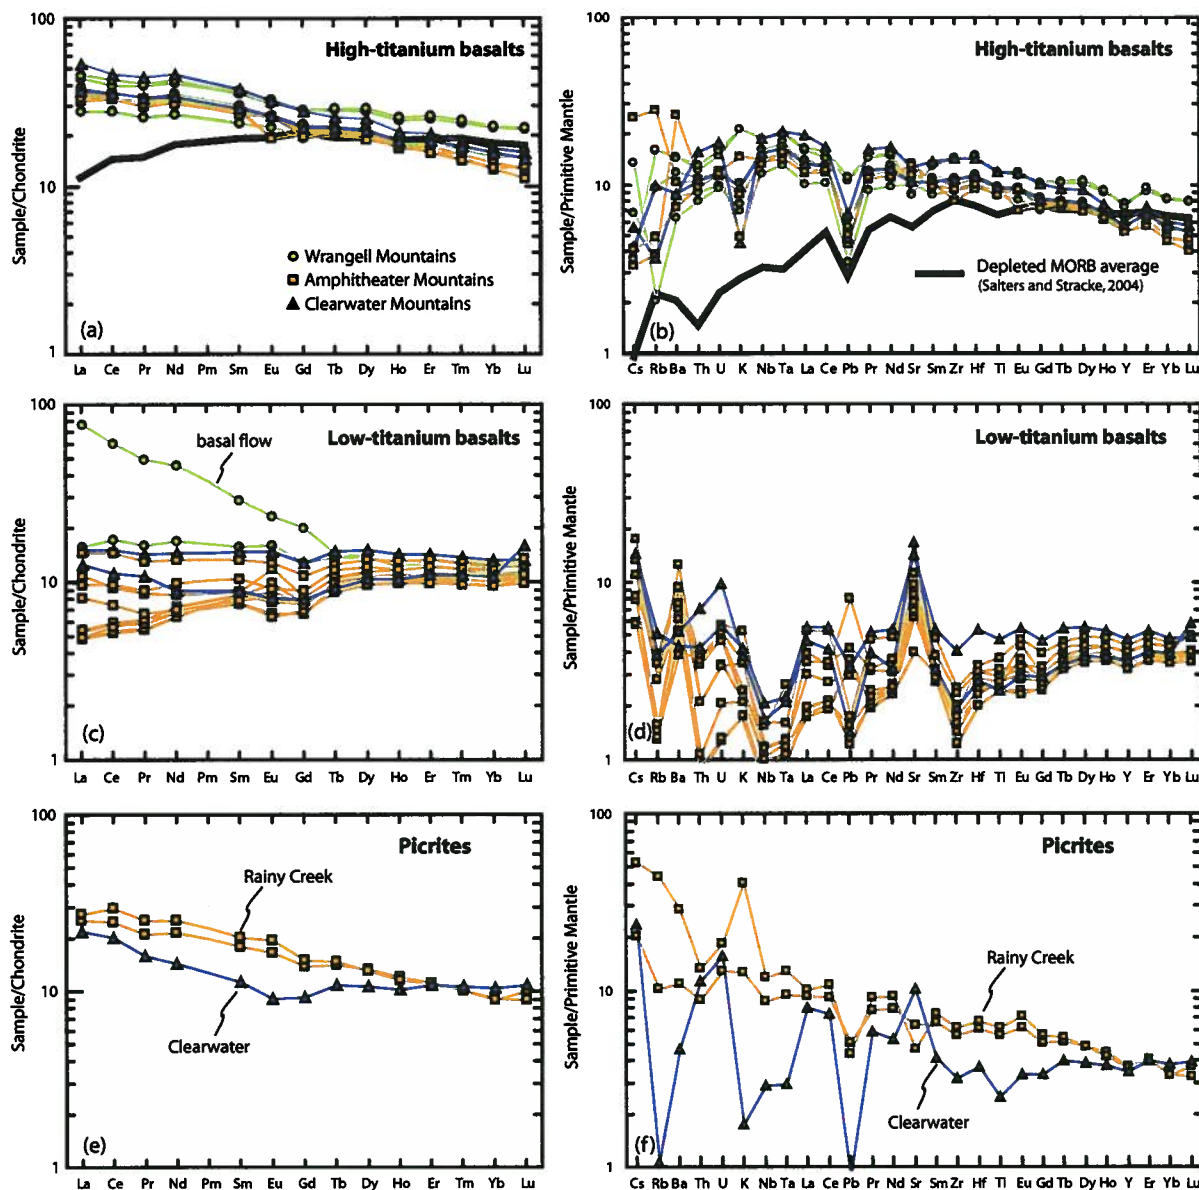 100
10
1
Sample/Chondrite
High-titanium basalts
Wrangell Mountains
Amphitheater Mountains
Clearwater Mountains
(a)
La Ce Pr Nd Pm Sm Eu Gd Tb Dy Ho Er Tm Yb Lu
100
10
1
Sample/Primitive Mantle
High-titanium basalts
Depleted MORB average
(Salters and Stracke, 2004)
(b)
Cs Rb Ba Th U K Nb Ta La Ce Pb Pr Nd Sr Sm Zr Hf Ti Eu Gd Tb Dy Ho Y Er Yb Lu
100
10
1
Sample/Chondrite
Low-titanium basalts
basal flow
(c)
La Ce Pr Nd Pm Sm Eu Gd Tb Dy Ho Er Tm Yb Lu
100
10
1
Sample/Primitive Mantle
Low-titanium basalts
(d)
Cs Rb Ba Th U K Nb Ta La Ce Pb Pr Nd Sr Sm Zr Hf Ti Eu Gd Tb Dy Ho Y Er Yb Lu
100
10
1
Sample/Chondrite
Picrites
Rainy Creek
Clearwater
(e)
La Ce Pr Nd Pm Sm Eu Gd Tb Dy Ho Er Tm Yb Lu
100
10
1
Sample/Primitive Mantle
Picrites
Rainy Creek
Clearwater
(f)
Cs Rb Ba Th U K Nb Ta La Ce Pb Pr Nd Sr Sm Zr Hf Ti Eu Gd Tb Dy Ho Y Er Yb Lu